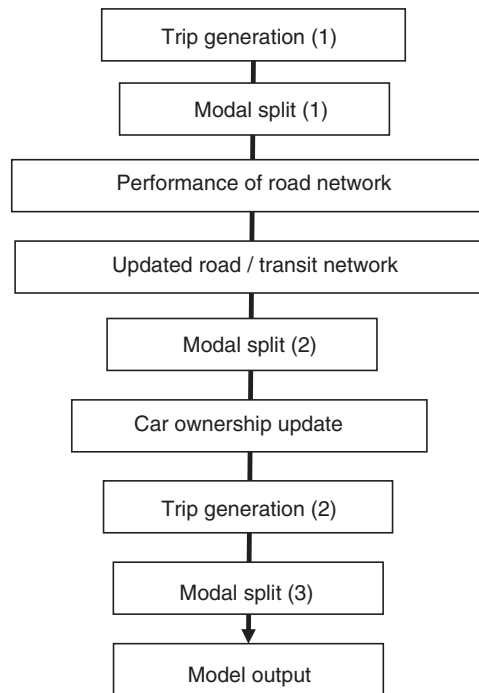 Trip generation (1)
Modal split (1)
Performance of road network
Updated road / transit network
Modal split (2)
Car ownership update
Trip generation (2)
Modal split (3)
Model output